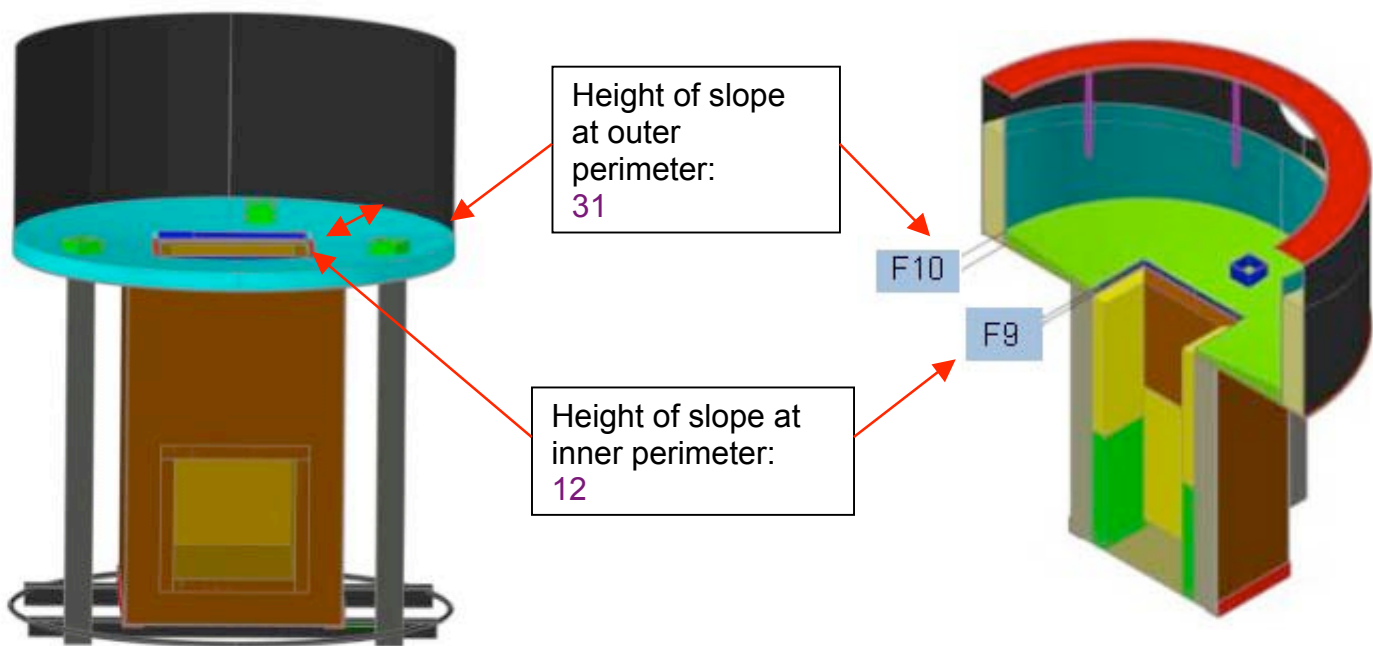 Height of slope
at outer
perimeter:
31
F10
F9
Height of slope at
inner perimeter:
12